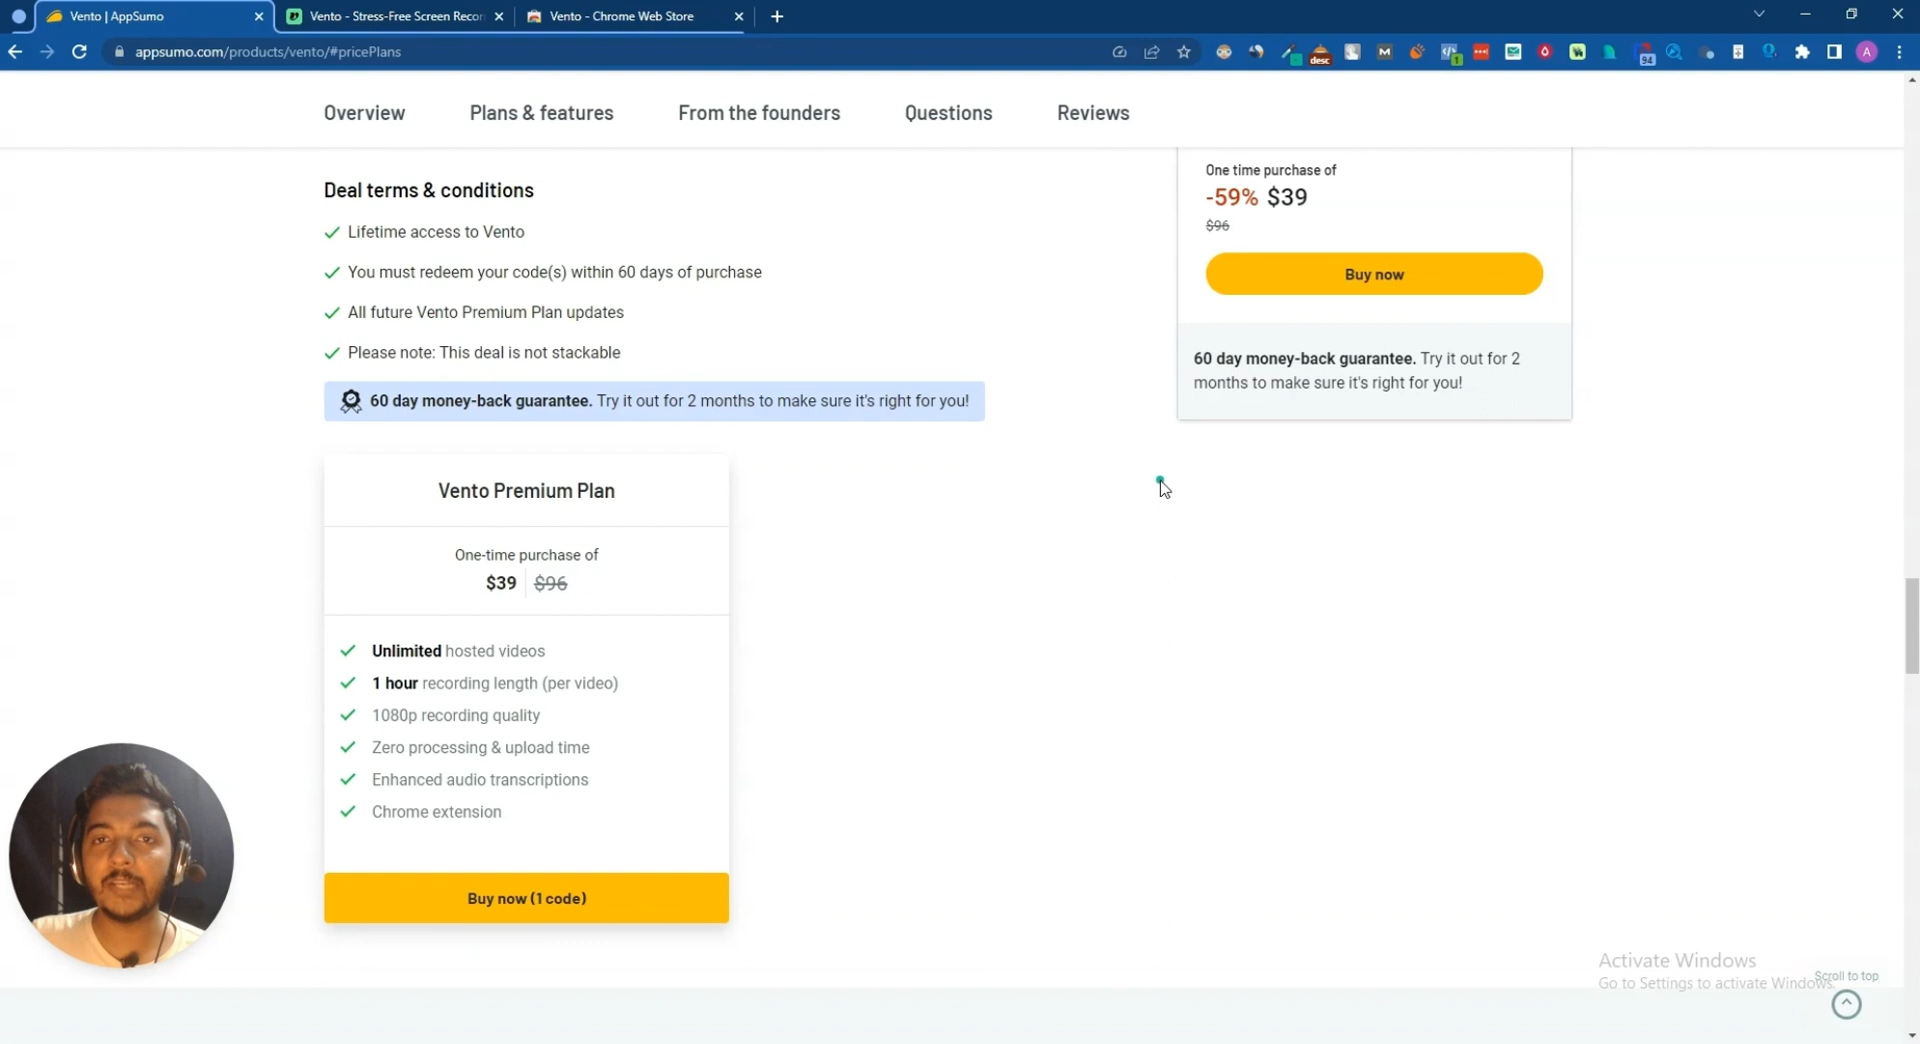 Vento | AppSumo
Vento - Stress-Free Screen Recor
Vento - Chrome Web Store
appsumo.com/products/vento/#pricePlans
desc
M
1
94
A
Overview
Plans & features
From the founders
Questions
Reviews
Deal terms & conditions
Lifetime access to Vento
You must redeem your code(s) within 60 days of purchase
All future Vento Premium Plan updates
Please note: This deal is not stackable
60 day money-back guarantee. Try it out for 2 months to make sure it's right for you!
One time purchase of
-59% $39
$96
Buy now
60 day money-back guarantee. Try it out for 2
months to make sure it's right for you!
Vento Premium Plan
One-time purchase of
$39 $96
Unlimited hosted videos
1 hour recording length (per video)
1080p recording quality
Zero processing & upload time
Enhanced audio transcriptions
Chrome extension
Buy now (1 code)
Activate Windows
Go to Settings to activate Windows.
Scroll to top